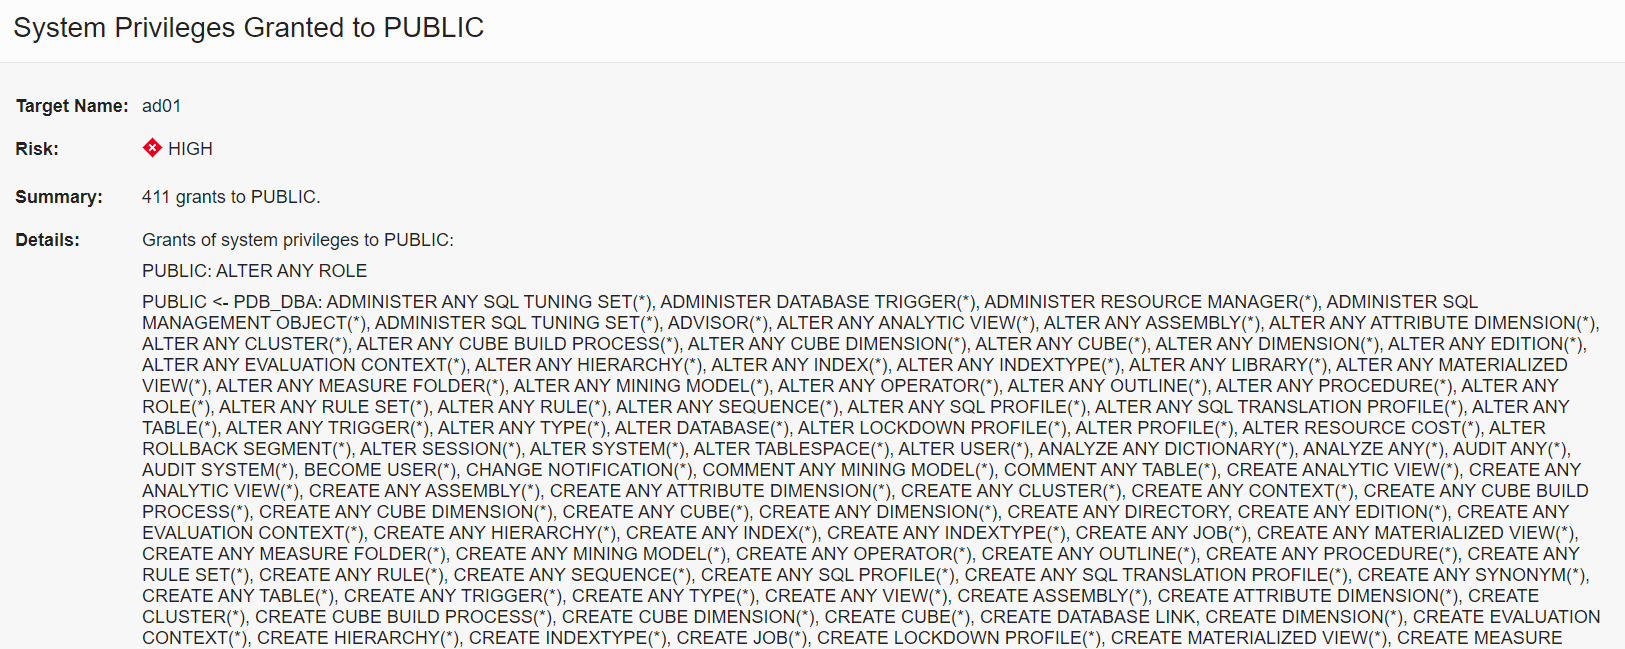 System Privileges Granted to PUBLIC
Target Name: ad01
Risk: HIGH
Summary: 411 grants to PUBLIC.
Details: Grants of system privileges to PUBLIC:
PUBLIC: ALTER ANY ROLE
PUBLIC <- PDB_DBA: ADMINISTER ANY SQL TUNING SET(*), ADMINISTER DATABASE TRIGGER(*), ADMINISTER RESOURCE MANAGER(*), ADMINISTER SQL
MANAGEMENT OBJECT(*), ADMINISTER SQL TUNING SET(*), ADVISOR(*), ALTER ANY ANALYTIC VIEW(*), ALTER ANY ASSEMBLY(*), ALTER ANY ATTRIBUTE DIMENSION(*),
ALTER ANY CLUSTER(*), ALTER ANY CUBE BUILD PROCESS(*), ALTER ANY CUBE DIMENSION(*), ALTER ANY CUBE(*), ALTER ANY DIMENSION(*), ALTER ANY EDITION(*),
ALTER ANY EVALUATION CONTEXT(*), ALTER ANY HIERARCHY(*), ALTER ANY INDEX(*), ALTER ANY INDEXTYPE(*), ALTER ANY LIBRARY(*), ALTER ANY MATERIALIZED
VIEW(*), ALTER ANY MEASURE FOLDER(*), ALTER ANY MINING MODEL(*), ALTER ANY OPERATOR(*), ALTER ANY OUTLINE(*), ALTER ANY PROCEDURE(*), ALTER ANY
ROLE(*), ALTER ANY RULE SET(*), ALTER ANY RULE(*), ALTER ANY SEQUENCE(*), ALTER ANY SQL PROFILE(*), ALTER ANY SQL TRANSLATION PROFILE(*), ALTER ANY
TABLE(*), ALTER ANY TRIGGER(*), ALTER ANY TYPE(*), ALTER DATABASE(*), ALTER LOCKDOWN PROFILE(*), ALTER PROFILE(*), ALTER RESOURCE COST(*), ALTER
ROLLBACK SEGMENT(*), ALTER SESSION(*), ALTER SYSTEM(*), ALTER TABLESPACE(*), ALTER USER(*), ANALYZE ANY DICTIONARY(*), ANALYZE ANY(*), AUDIT ANY(*),
AUDIT SYSTEM(*), BECOME USER(*), CHANGE NOTIFICATION(*), COMMENT ANY MINING MODEL(*), COMMENT ANY TABLE(*), CREATE ANALYTIC VIEW(*), CREATE ANY
ANALYTIC VIEW(*), CREATE ANY ASSEMBLY(*), CREATE ANY ATTRIBUTE DIMENSION(*), CREATE ANY CLUSTER(*), CREATE ANY CONTEXT(*), CREATE ANY CUBE BUILD
PROCESS(*), CREATE ANY CUBE DIMENSION(*), CREATE ANY CUBE(*), CREATE ANY DIMENSION(*), CREATE ANY DIRECTORY, CREATE ANY EDITION(*), CREATE ANY
EVALUATION CONTEXT(*), CREATE ANY HIERARCHY(*), CREATE ANY INDEX(*), CREATE ANY INDEXTYPE(*), CREATE ANY JOB(*), CREATE ANY MATERIALIZED VIEW(*),
CREATE ANY MEASURE FOLDER(*), CREATE ANY MINING MODEL(*), CREATE ANY OPERATOR(*), CREATE ANY OUTLINE(*), CREATE ANY PROCEDURE(*), CREATE ANY
RULE SET(*), CREATE ANY RULE(*), CREATE ANY SEQUENCE(*), CREATE ANY SQL PROFILE(*), CREATE ANY SQL TRANSLATION PROFILE(*), CREATE ANY SYNONYM(*),
CREATE ANY TABLE(*), CREATE ANY TRIGGER(*), CREATE ANY TYPE(*), CREATE ANY VIEW(*), CREATE ASSEMBLY(*), CREATE ATTRIBUTE DIMENSION(*), CREATE
CLUSTER(*), CREATE CUBE BUILD PROCESS(*), CREATE CUBE DIMENSION(*), CREATE CUBE(*), CREATE DATABASE LINK, CREATE DIMENSION(*), CREATE EVALUATION
CONTEXT(*), CREATE HIERARCHY(*), CREATE INDEXTYPE(*), CREATE JOB(*), CREATE LOCKDOWN PROFILE(*), CREATE MATERIALIZED VIEW(*), CREATE MEASURE